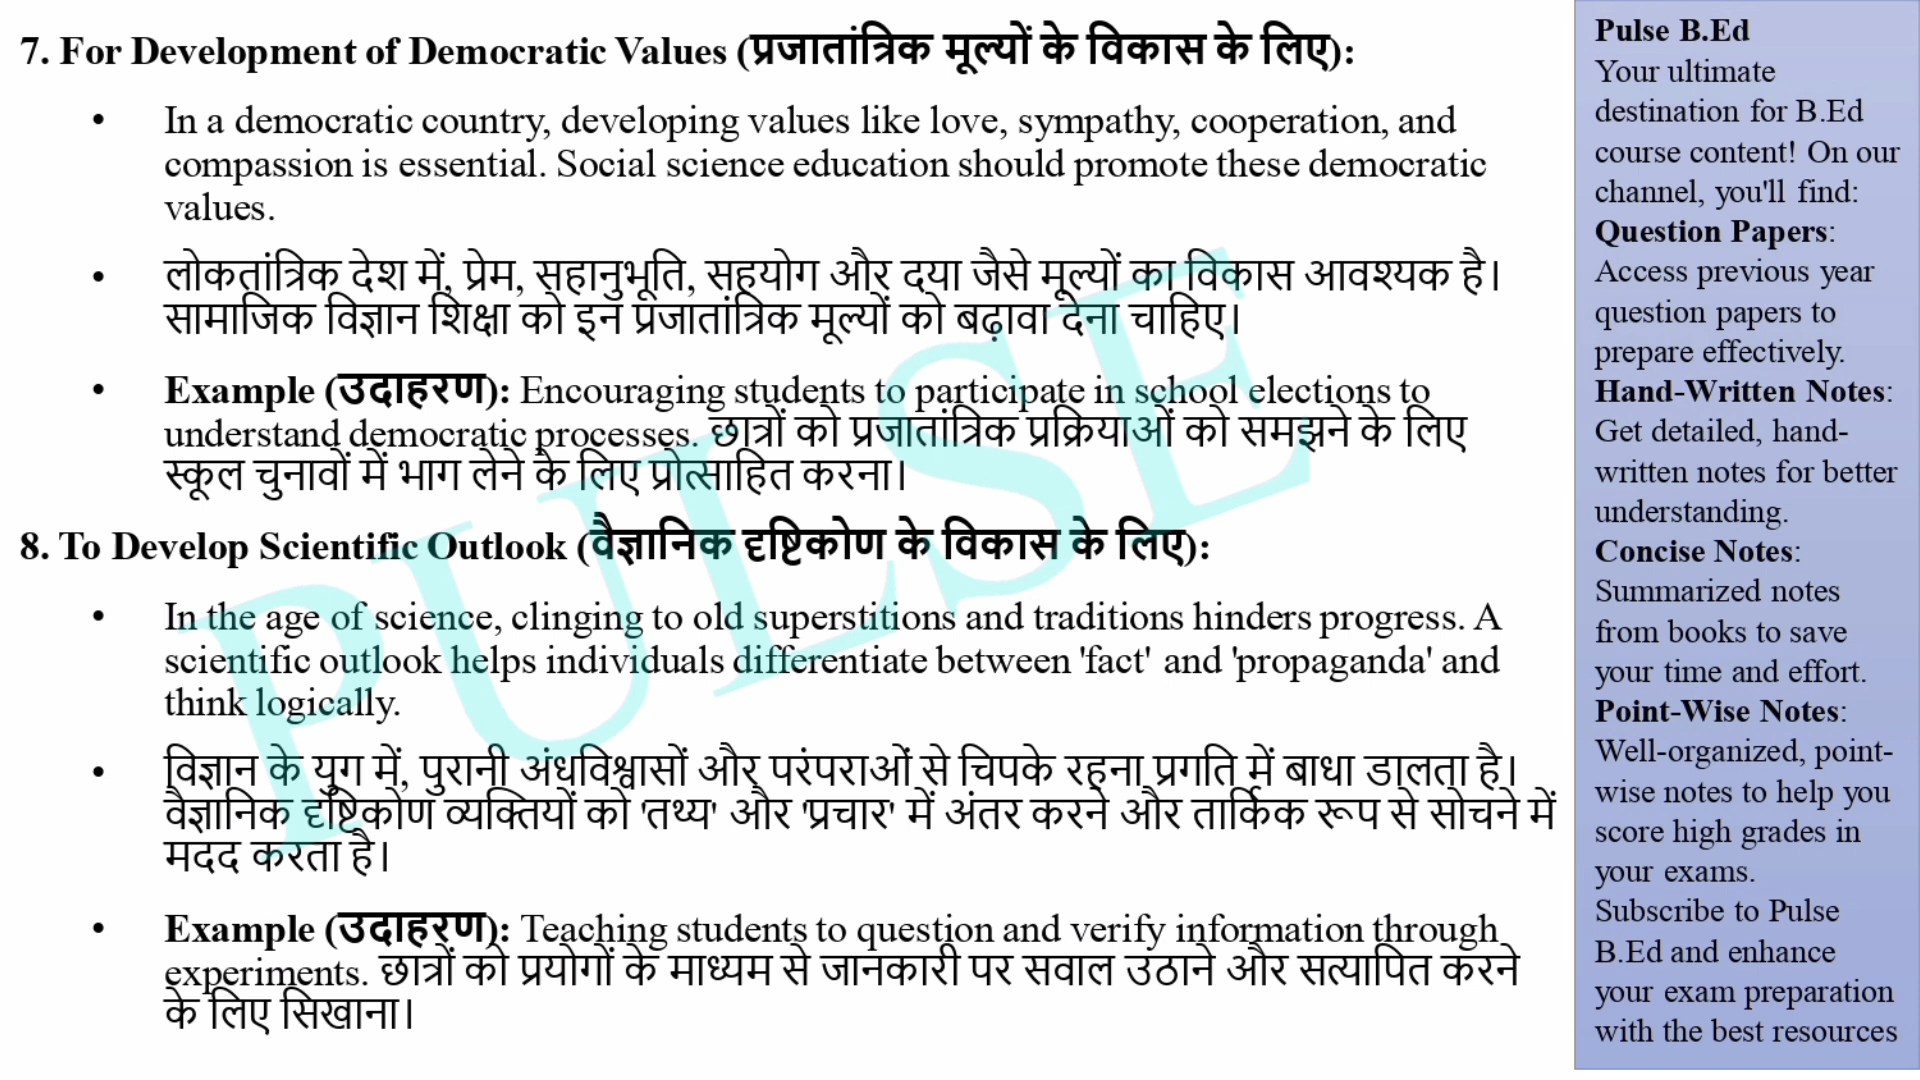 7. For Development of Democratic Values (प्रजातांत्रिक मूल्यों के विकास के लिए):
• In a democratic country, developing values like love, sympathy, cooperation, and
compassion is essential. Social science education should promote these democratic
values.
• लोकतांत्रिक देश में, प्रेम, सहानुभूति, सहयोग और दया जैसे मूल्यों का विकास आवश्यक है।
सामाजिक विज्ञान शिक्षा को इन प्रजातांत्रिक मूल्यों को बढ़ावा देना चाहिए।
• Example (उदाहरण): Encouraging students to participate in school elections to
understand democratic processes. छात्रों को प्रजातांत्रिक प्रक्रियाओं को समझने के लिए
स्कूल चुनावों में भाग लेने के लिए प्रोत्साहित करना।
8. To Develop Scientific Outlook (वैज्ञानिक दृष्टिकोण के विकास के लिए):
• In the age of science, clinging to old superstitions and traditions hinders progress. A
scientific outlook helps individuals differentiate between 'fact' and 'propaganda' and
think logically.
• विज्ञान के युग में, पुरानी अंधविश्वासों और परंपराओं से चिपके रहना प्रगति में बाधा डालता है।
वैज्ञानिक दृष्टिकोण व्यक्तियों को 'तथ्य' और 'प्रचार' में अंतर करने और तार्किक रूप से सोचने में
मदद करता है।
• Example (उदाहरण): Teaching students to question and verify information through
experiments. छात्रों को प्रयोगों के माध्यम से जानकारी पर सवाल उठाने और सत्यापित करने
के लिए सिखाना।
PULSE
Pulse B.Ed
Your ultimate
destination for B.Ed
course content! On our
channel, you'll find:
Question Papers:
Access previous year
question papers to
prepare effectively.
Hand-Written Notes:
Get detailed, hand-
written notes for better
understanding.
Concise Notes:
Summarized notes
from books to save
your time and effort.
Point-Wise Notes:
Well-organized, point-
wise notes to help you
score high grades in
your exams.
Subscribe to Pulse
B.Ed and enhance
your exam preparation
with the best resources